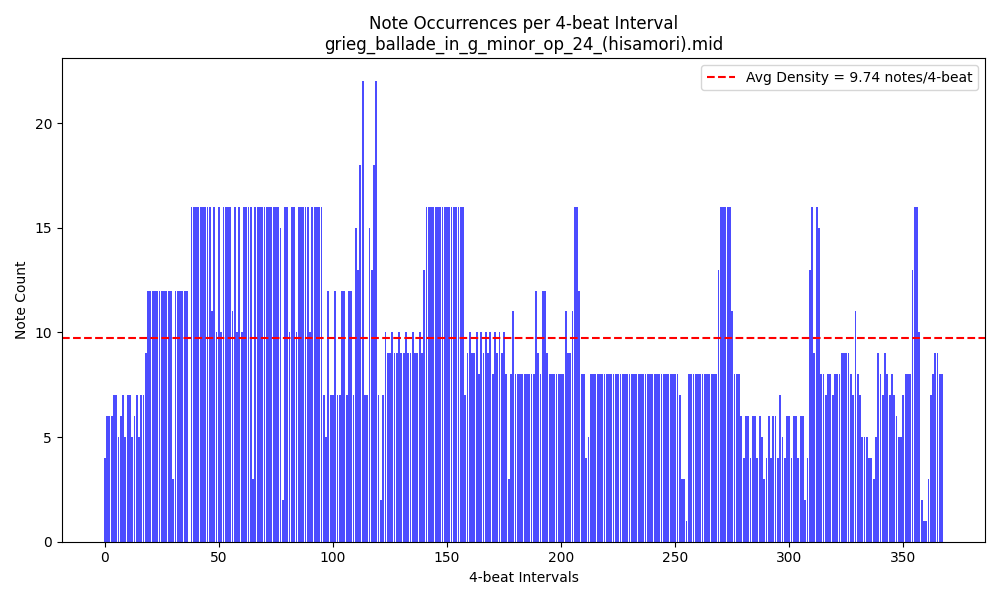 Note Occurrences per 4-beat Interval
grieg_ballade_in_g_minor_op_24_(hisamori).mid
Avg Density = 9.74 notes/4-beat
Note Count
20
15
10
5
0
0 50 100 150 200 250 300 350
4-beat Intervals